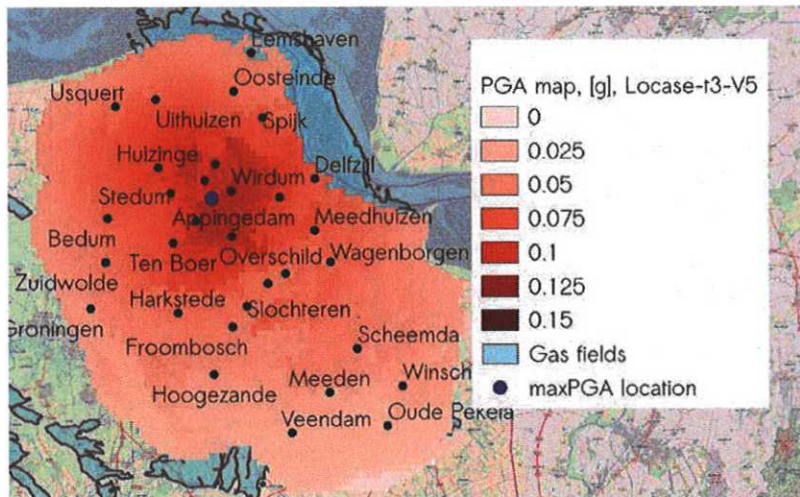 Eemshaven
Oosteinde
Usquert
Uithuizen
Spijk
Huizinge
Delfzijl
Wirdum
Stedum
Appingedam
Meedhuizen
Bedum
Ten Boer
Overschild
Wagenborgen
Zuidwolde
Harkstede
Slochteren
Groningen
Froombosch
Scheemda
Hoogezande
Meeden
Winsch
Veendam
Oude Pekela
PGA map, [g], Locase-t3-V5
0
0.025
0.05
0.075
0.1
0.125
0.15
Gas fields
maxPGA location